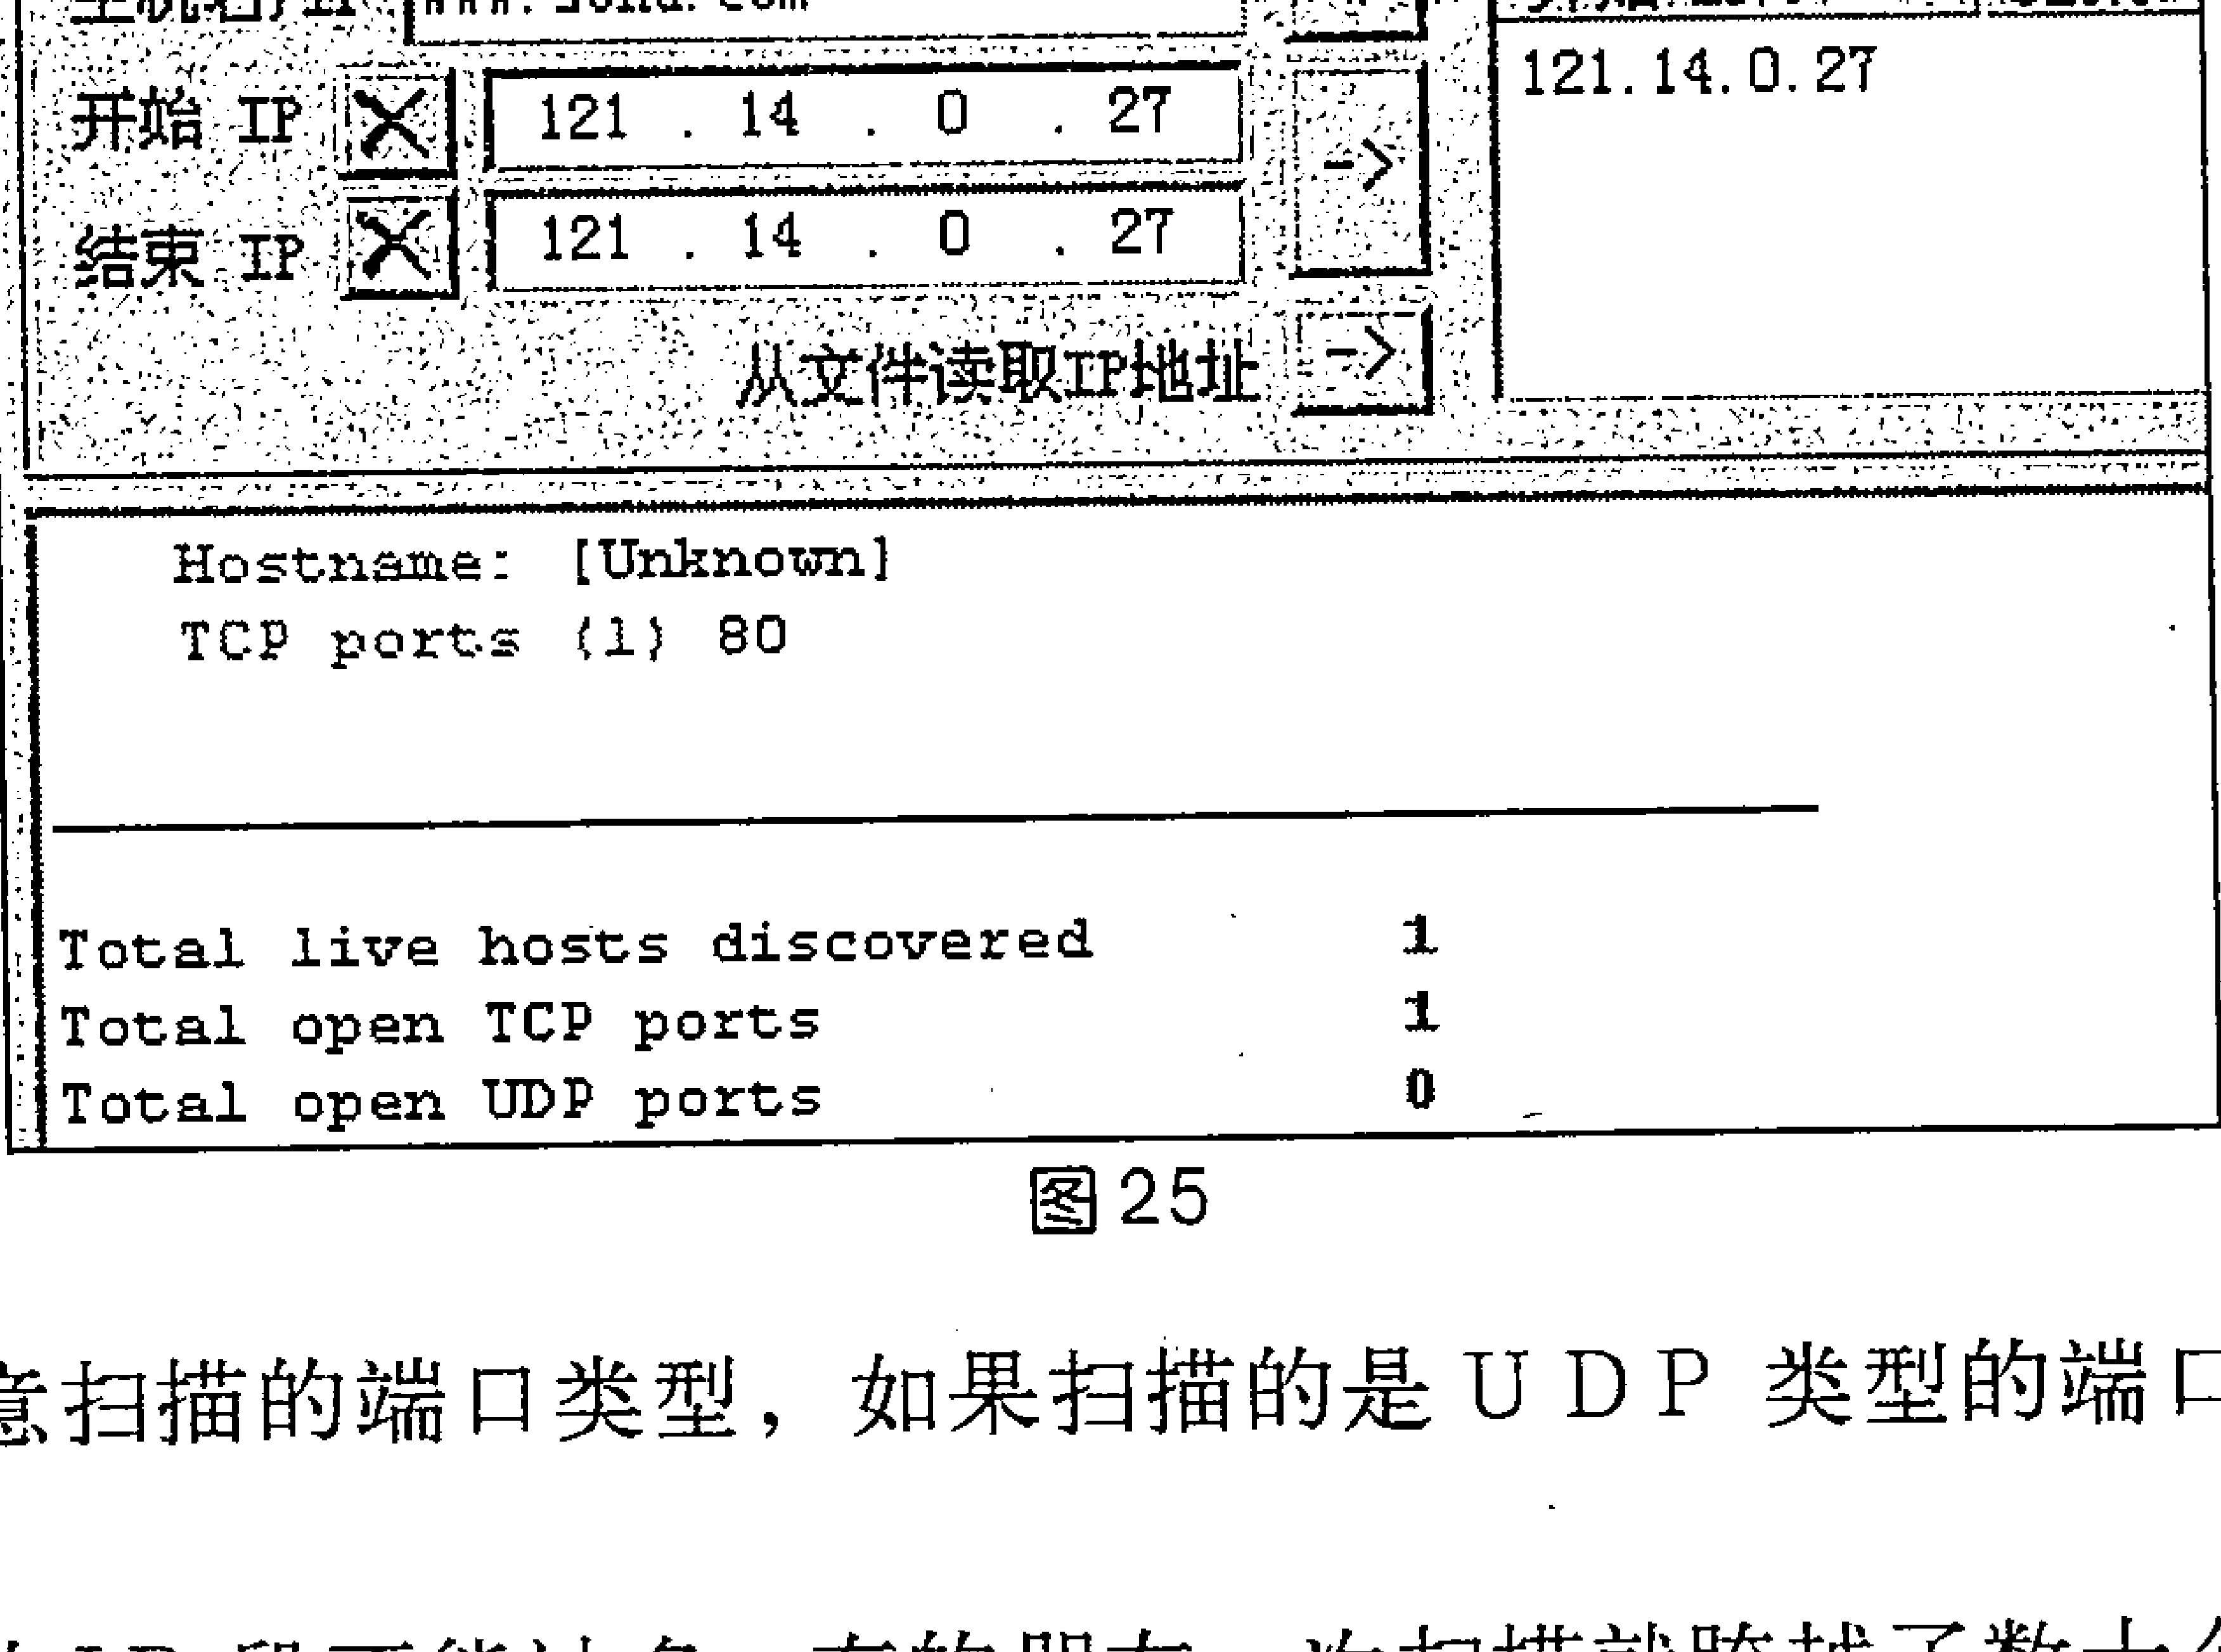 121.14.0.27
开始 IP 121 . 14 . 0 . 27 ->
结束 IP 121 . 14 . 0 . 27
从文件读取IP地址 ->
Hostname: [Unknown]
TCP ports (1) 80
Total live hosts discovered 1
Total open TCP ports 1
Total open UDP ports 0
图25
意扫描的端口类型，如果扫描的是UDP 类型的端口